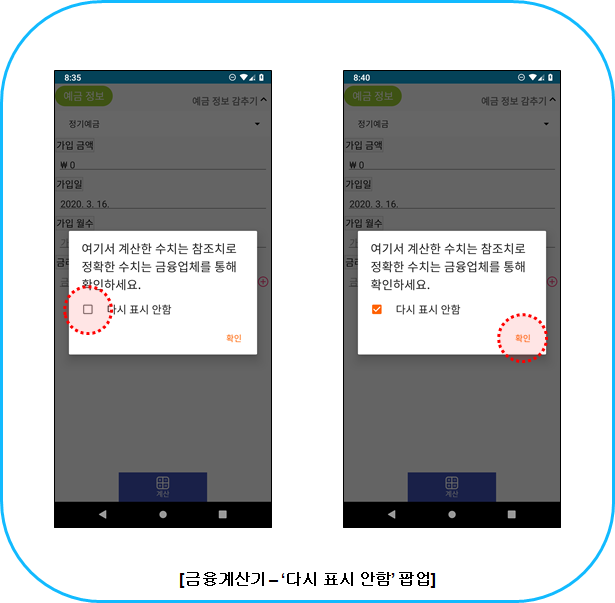 8:35
예금 정보
예금 정보 감추기
정기예금
가입 금액
₩ 0
가입일
2020. 3. 16.
가입 월수
여기서 계산한 수치는 참조치로
정확한 수치는 금융업체를 통해
확인하세요.
다시 표시 안함
확인
계산
8:40
예금 정보
예금 정보 감추기
정기예금
가입 금액
₩ 0
가입일
2020. 3. 16.
가입 월수
여기서 계산한 수치는 참조치로
정확한 수치는 금융업체를 통해
확인하세요.
다시 표시 안함
확인
계산
[금융계산기 – ‘다시 표시 안함’ 팝업]